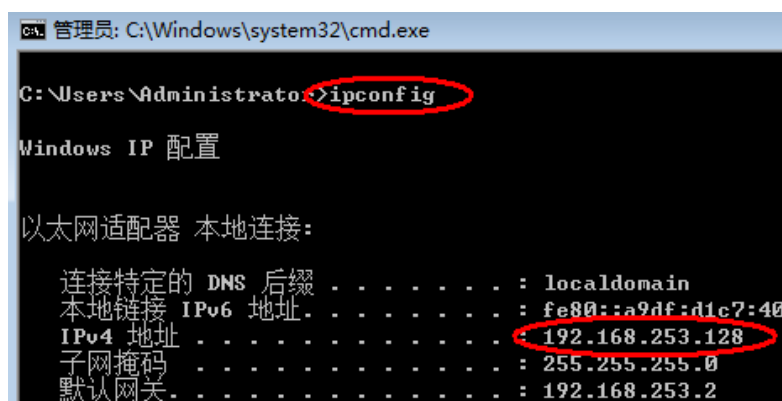 管理员: C:\Windows\system32\cmd.exe
C:\Users\Administrator>ipconfig
Windows IP 配置
以太网适配器 本地连接:
连接特定的 DNS 后缀 . . . . . . . : localdomain
本地链接 IPv6 地址. . . . . . . . : fe80::a9df:d1c7:40
IPv4 地址 . . . . . . . . . . . . : 192.168.253.128
子网掩码 . . . . . . . . . . . . : 255.255.255.0
默认网关. . . . . . . . . . . . . : 192.168.253.2